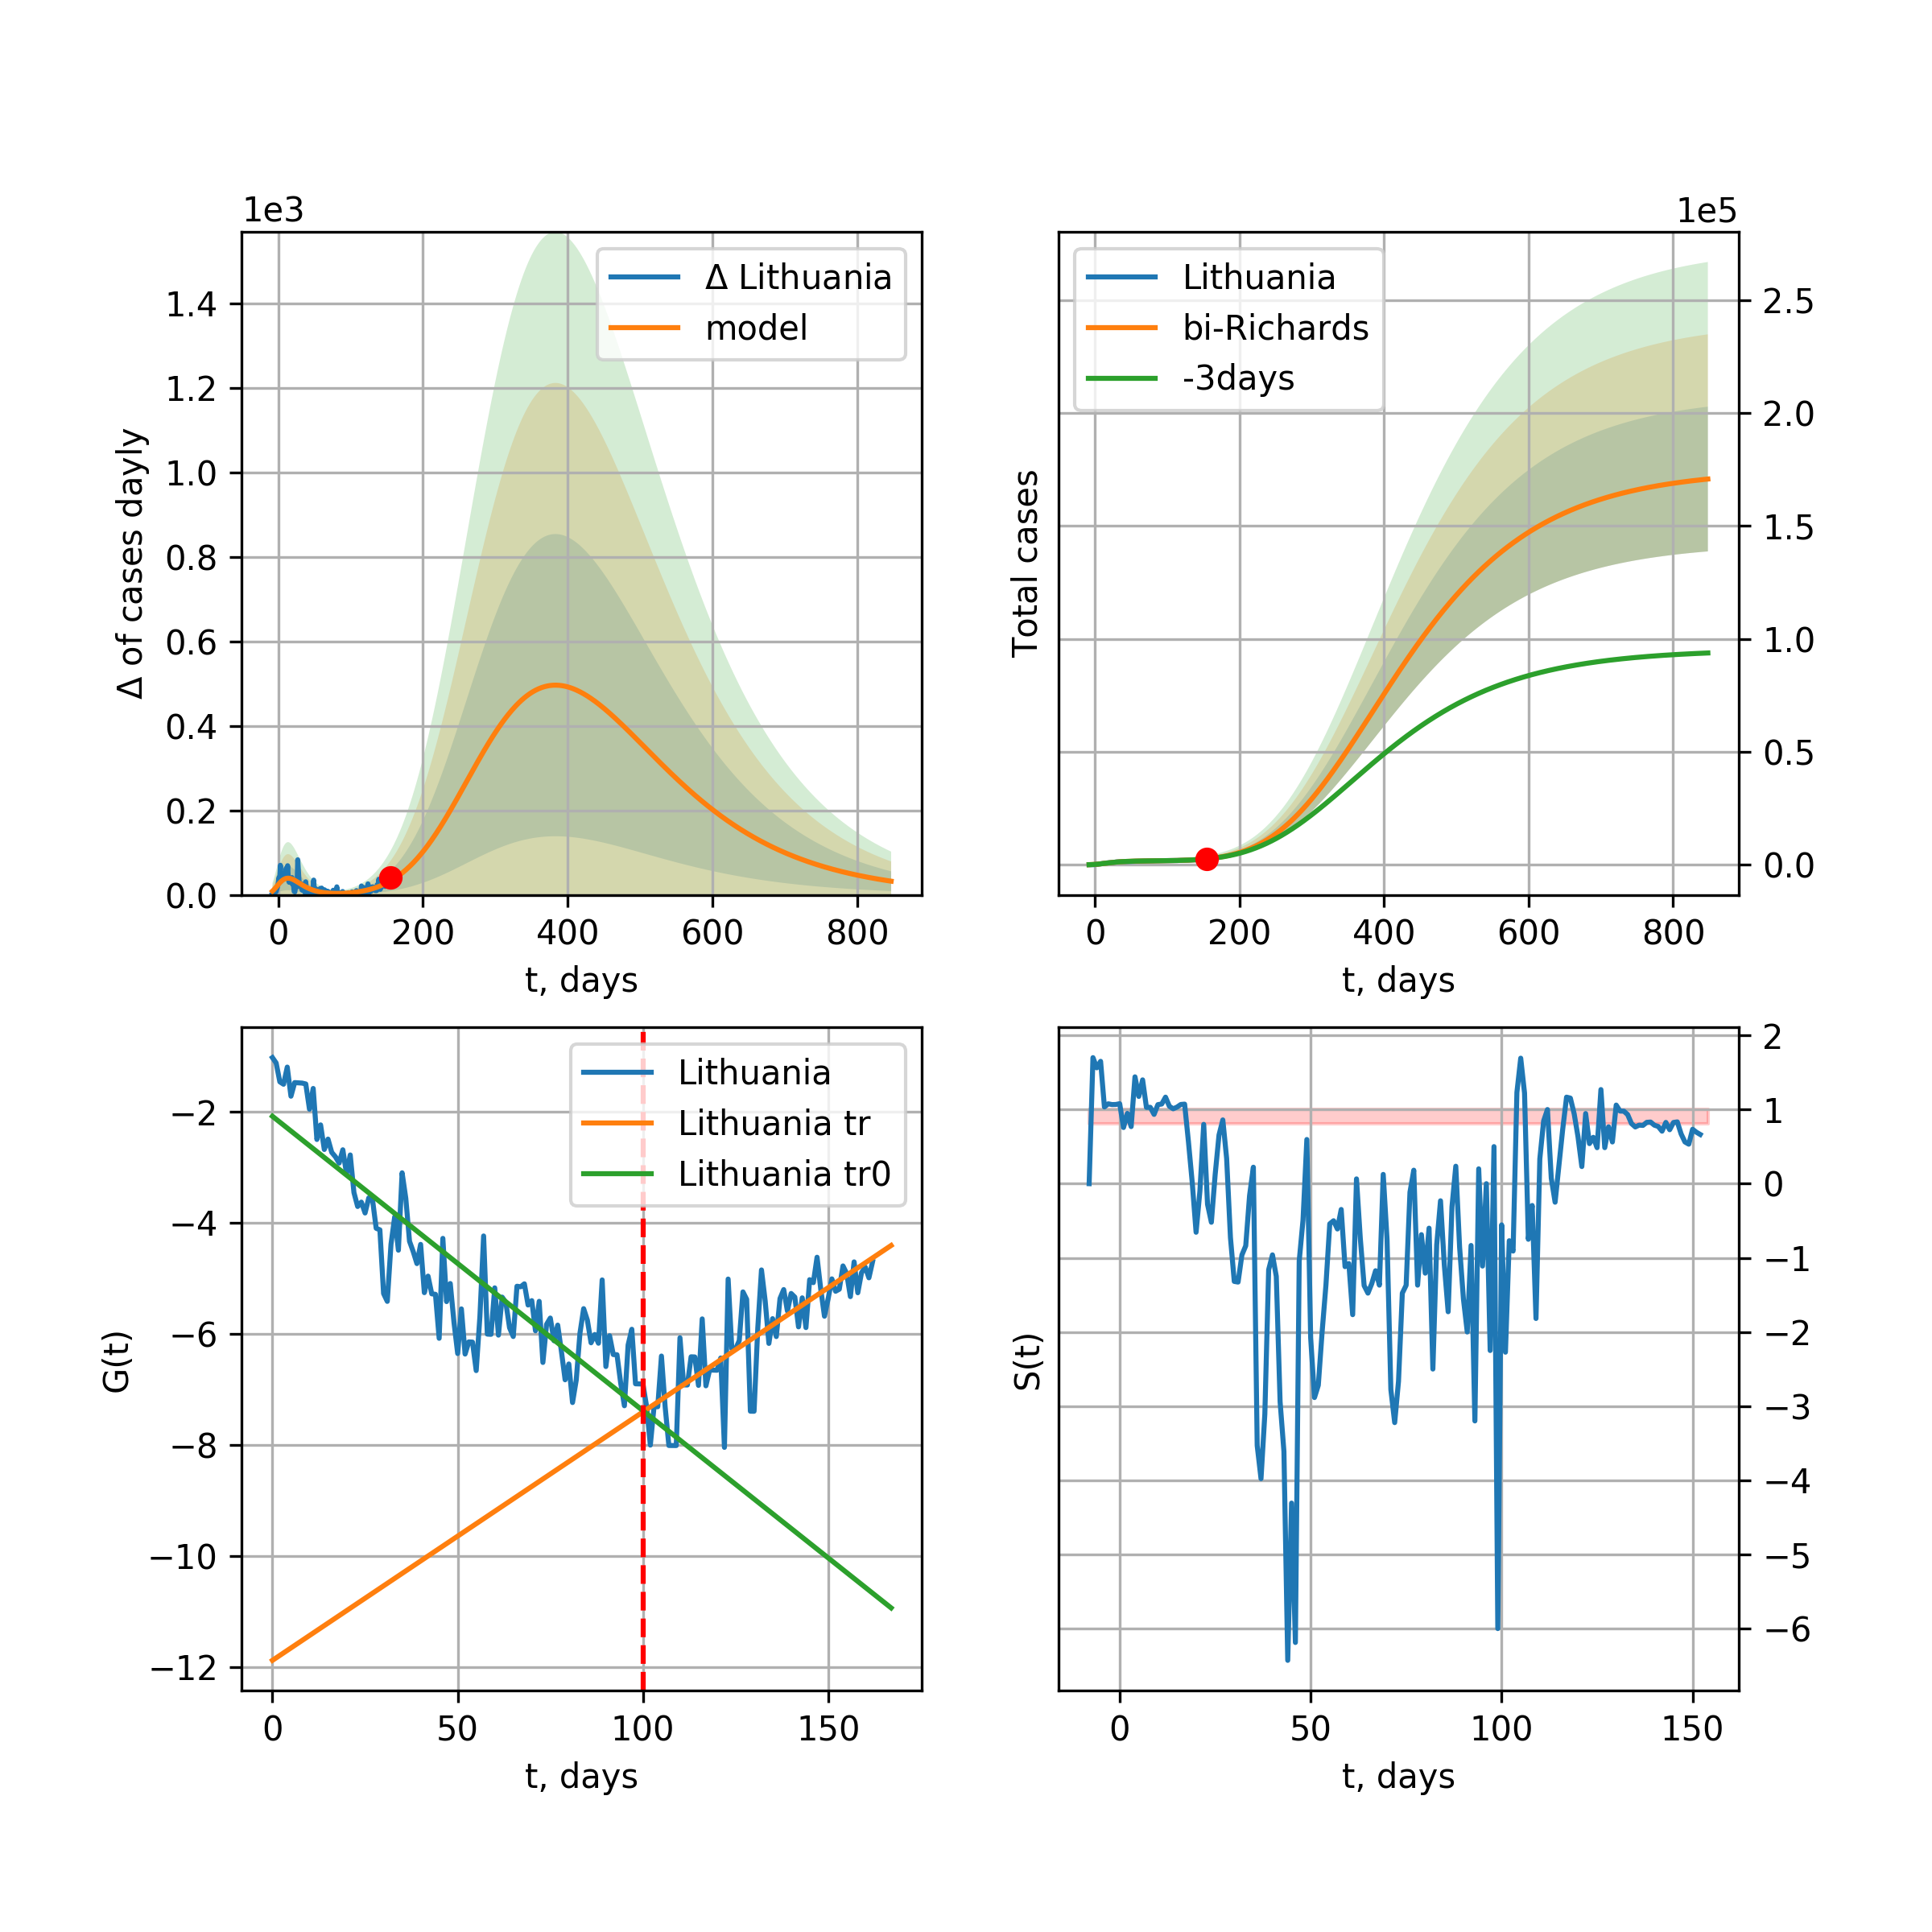 1e3
Δ of cases dayly
1.4
1.2
1.0
0.8
0.6
0.4
0.2
0.0
0 200 400 600 800
t, days
Δ Lithuania
model
1e5
Total cases
2.5
2.0
1.5
1.0
0.5
0.0
0 200 400 600 800
t, days
Lithuania
bi-Richards
-3days
G(t)
−2
−4
−6
−8
−10
−12
0 50 100 150
t, days
Lithuania
Lithuania tr
Lithuania tr0
S(t)
2
1
0
−1
−2
−3
−4
−5
−6
0 50 100 150
t, days